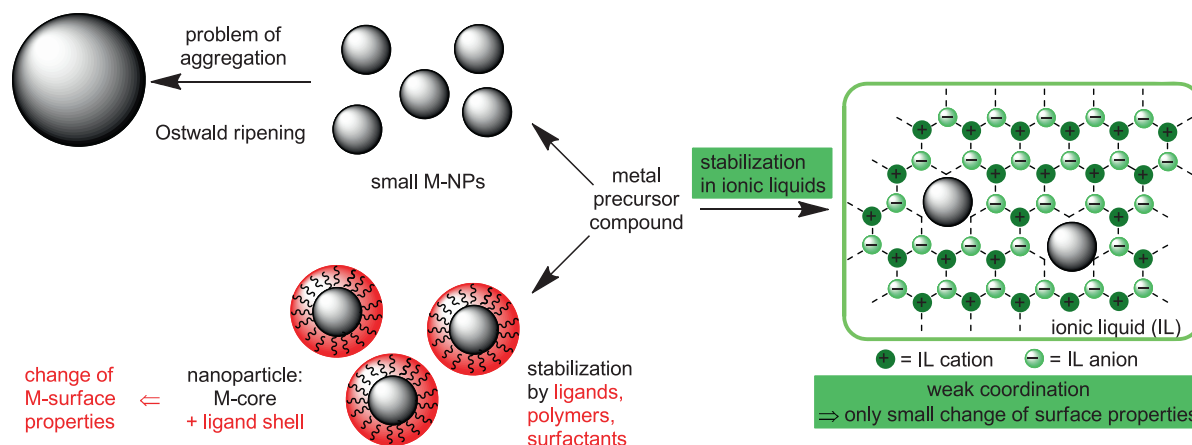 problem of
aggregation
Ostwald ripening
small M-NPs
metal
precursor
compound
stabilization
in ionic liquids
ionic liquid (IL)
+ = IL cation − = IL anion
weak coordination
⇒ only small change of surface properties
change of
M-surface
properties
⇐
nanoparticle:
M-core
+ ligand shell
stabilization
by ligands,
polymers,
surfactants